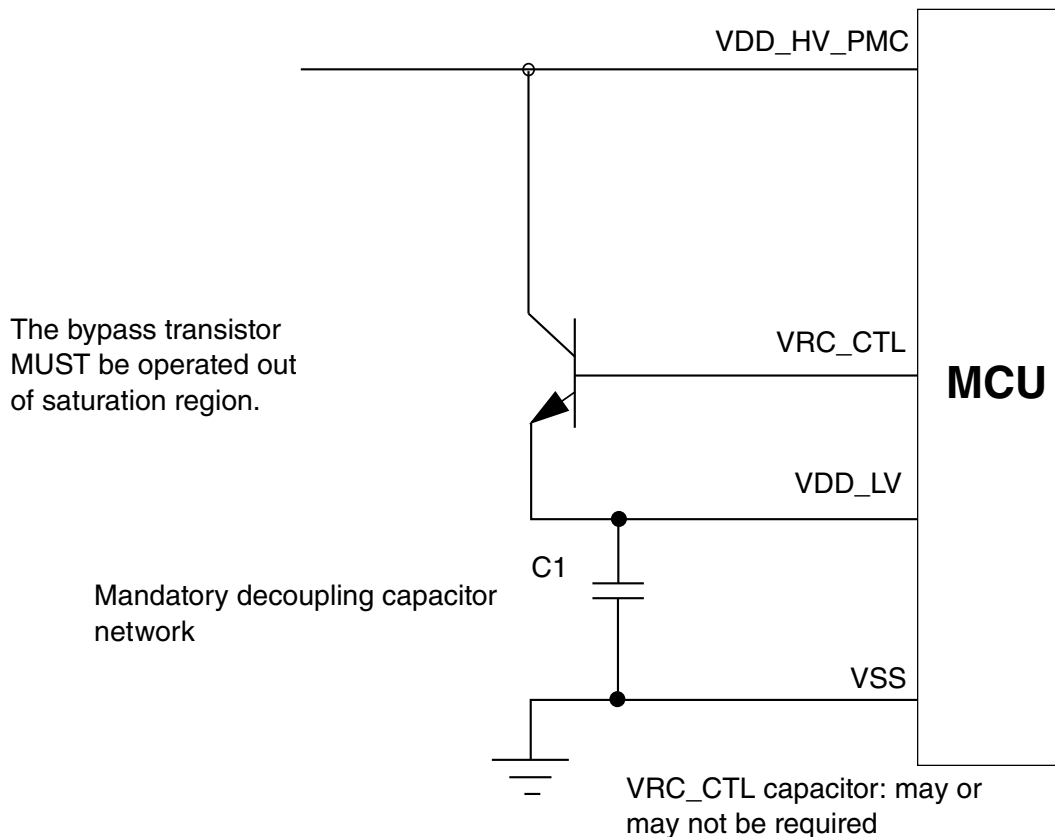 VDD_HV_PMC
The bypass transistor
MUST be operated out
of saturation region.
VRC_CTL
MCU
VDD_LV
C1
Mandatory decoupling capacitor
network
VSS
VRC_CTL capacitor: may or
may not be required